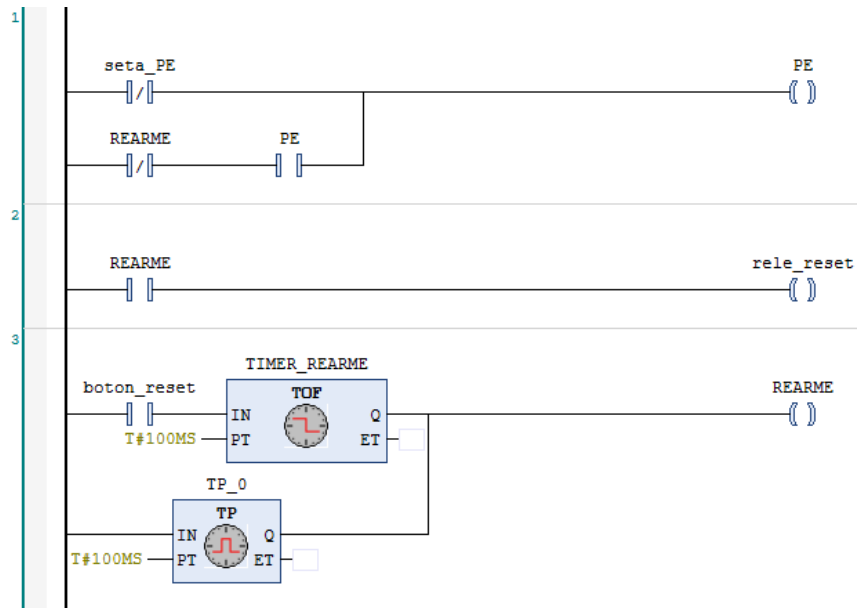 1
seta_PE
PE
REARME
PE
2
REARME
rele_reset
3
TIMER_REARME
boton_reset
TOF
REARME
IN
Q
T#100MS
PT
ET
TP_0
TP
IN
Q
T#100MS
PT
ET